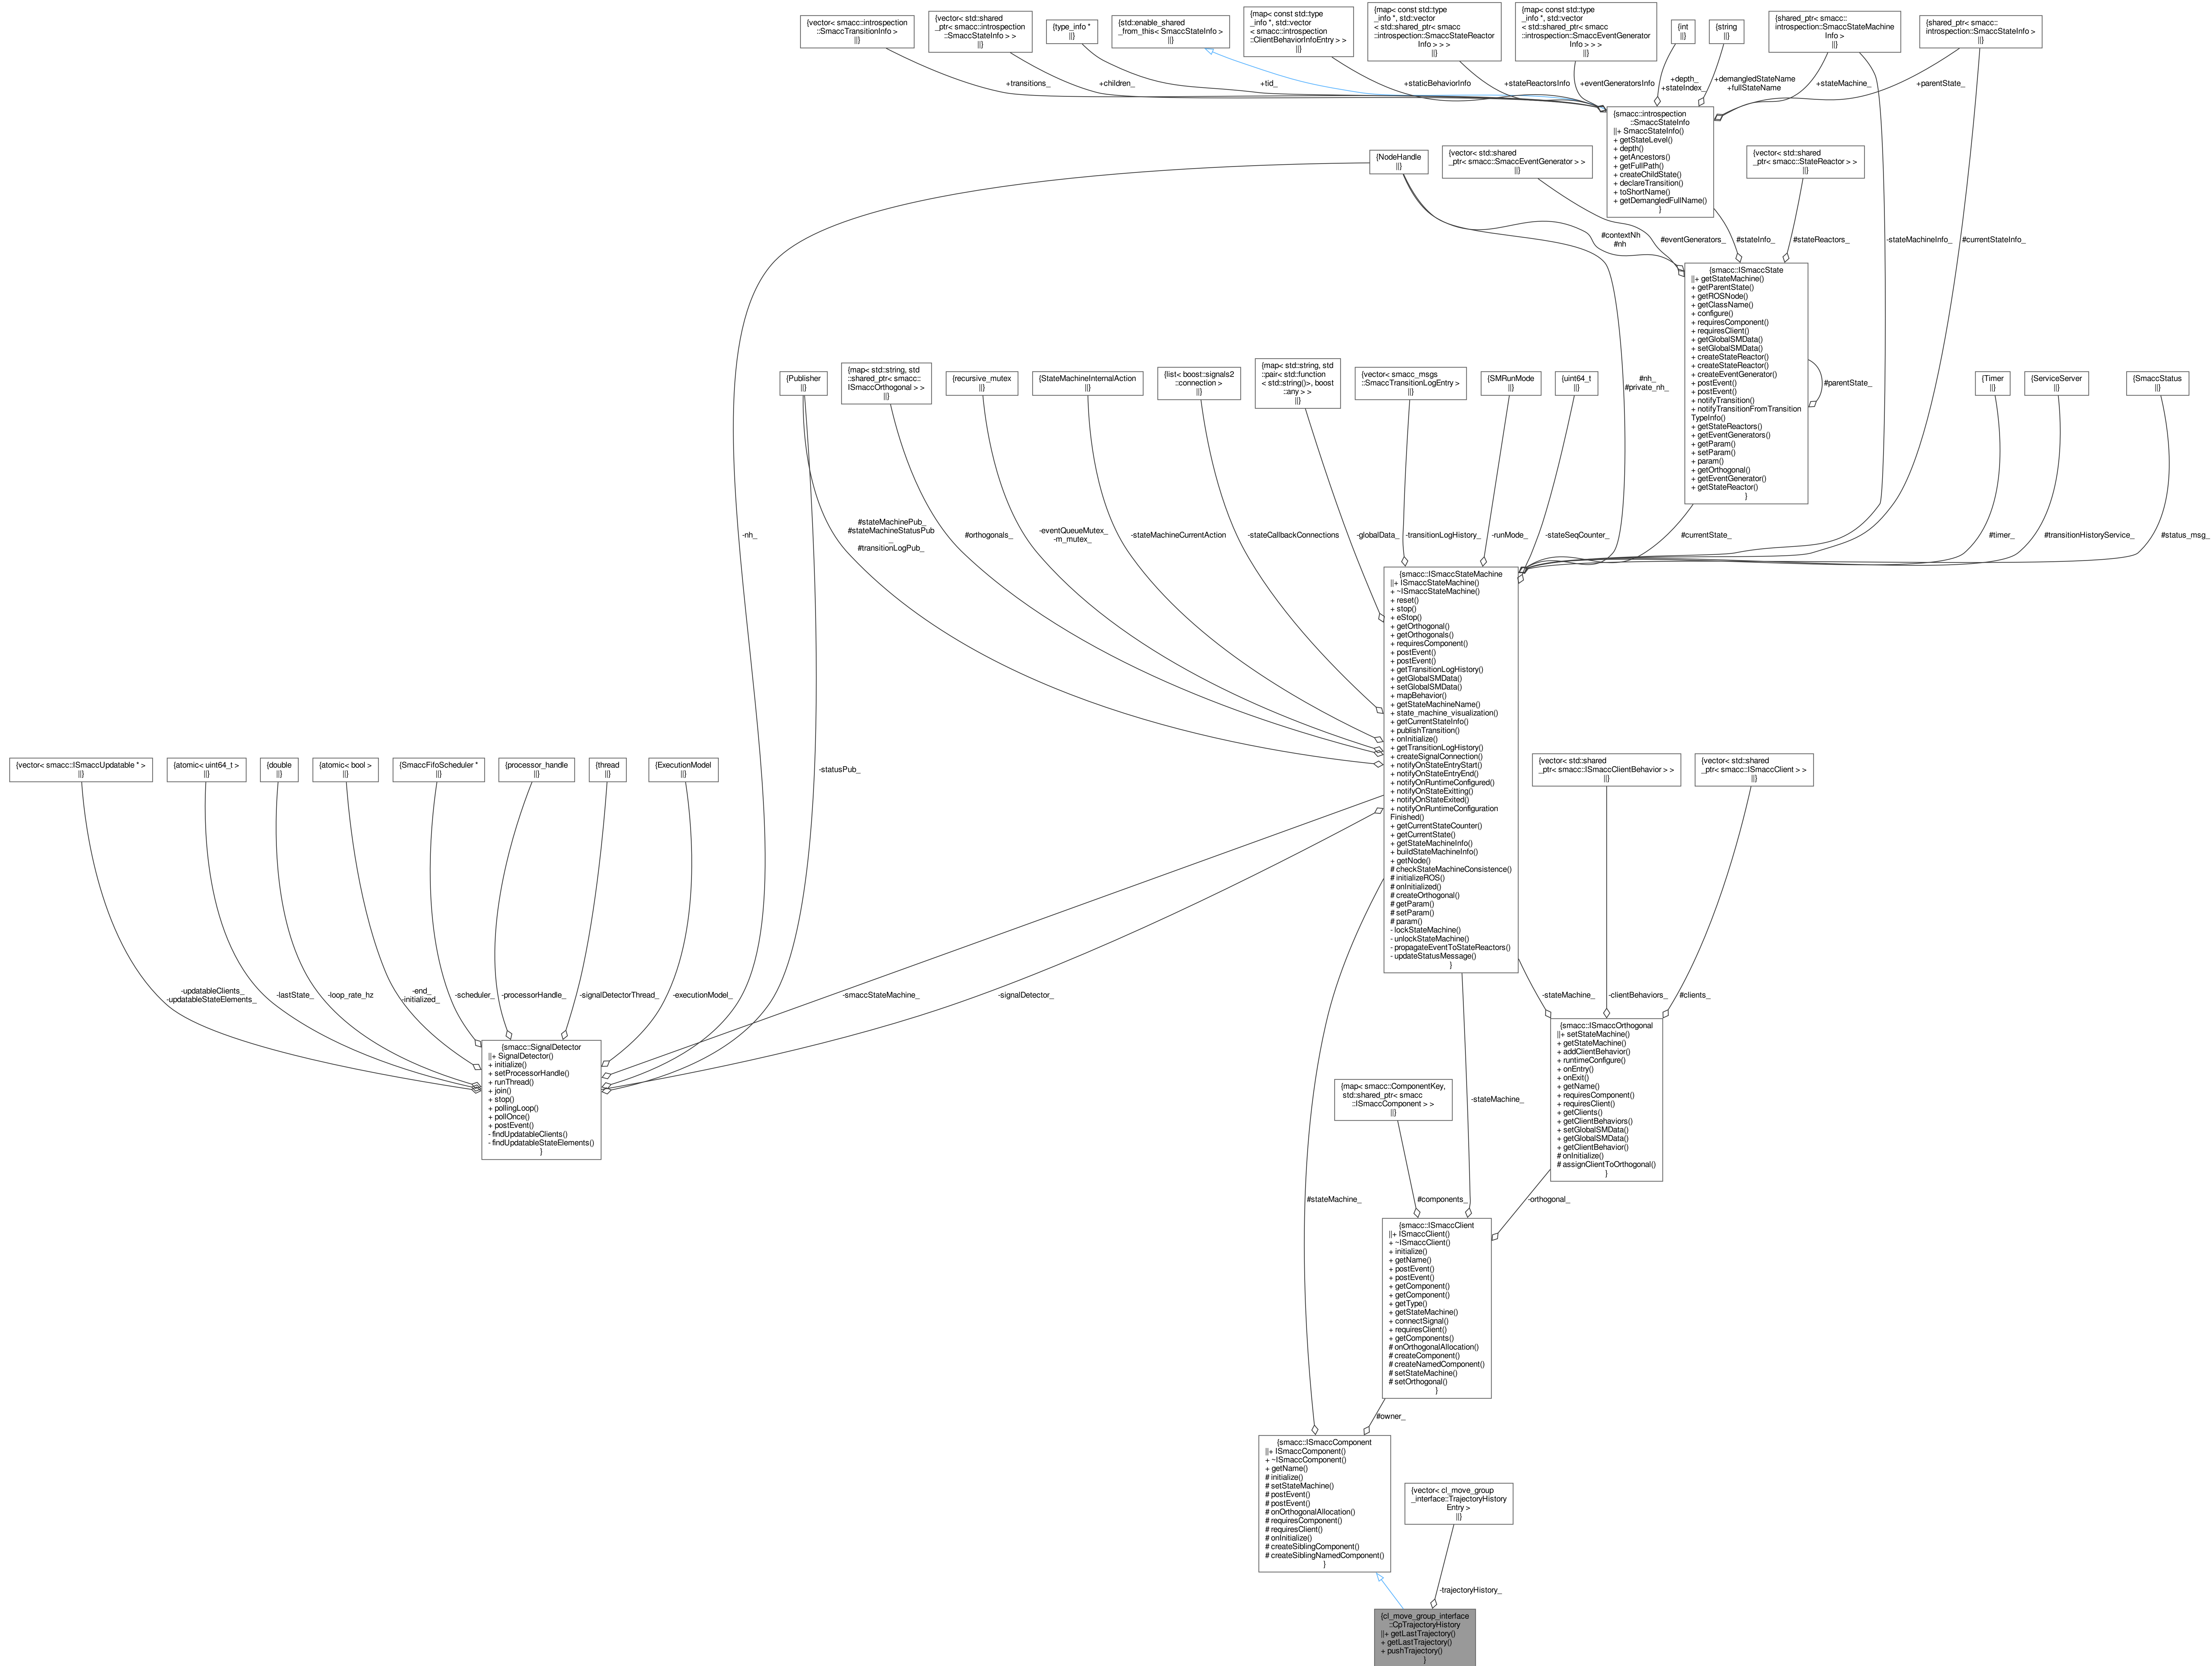 {vector< smacc::introspection
::SmaccTransitionInfo >
||}
{vector< std::shared
_ptr< smacc::introspection
::SmaccStateInfo > >
||}
{type_info *
||}
{std::enable_shared
_from_this< SmaccStateInfo >
||}
{map< const std::type
_info *, std::vector
< smacc::introspection
::ClientBehaviorInfoEntry > >
||}
{map< const std::type
_info *, std::vector
< std::shared_ptr< smacc
::introspection::SmaccStateReactor
Info > > >
||}
{map< const std::type
_info *, std::vector
< std::shared_ptr< smacc
::introspection::SmaccEventGenerator
Info > > >
||}
{int
||}
{string
||}
{shared_ptr< smacc::
introspection::SmaccStateMachine
Info >
||}
{shared_ptr< smacc::
introspection::SmaccStateInfo >
||}
+transitions_
+children_
+tid_
+staticBehaviorInfo
+stateReactorsInfo
+eventGeneratorsInfo
+depth_
+stateIndex_
+demangledStateName
+fullStateName
+stateMachine_
+parentState_
{smacc::introspection
::SmaccStateInfo
||+ SmaccStateInfo()
+ getStateLevel()
+ depth()
+ getAncestors()
+ getFullPath()
+ createChildState()
+ declareTransition()
+ toShortName()
+ getDemangledFullName()
}
{NodeHandle
||}
{vector< std::shared
_ptr< smacc::SmaccEventGenerator > >
||}
{vector< std::shared
_ptr< smacc::StateReactor > >
||}
#contextNh
#nh
#eventGenerators_
#stateInfo_
#stateReactors_
-stateMachineInfo_
#currentStateInfo_
{smacc::ISmaccState
||+ getStateMachine()
+ getParentState()
+ getROSNode()
+ getClassName()
+ configure()
+ requiresComponent()
+ requiresClient()
+ getGlobalSMData()
+ setGlobalSMData()
+ createStateReactor()
+ createStateReactor()
+ createEventGenerator()
+ postEvent()
+ postEvent()
+ notifyTransition()
+ notifyTransitionFromTransition
TypeInfo()
+ getStateReactors()
+ getEventGenerators()
+ getParam()
+ setParam()
+ param()
+ getOrthogonal()
+ getEventGenerator()
+ getStateReactor()
}
#parentState_
{Publisher
||}
{map< std::string, std
::shared_ptr< smacc::
ISmaccOrthogonal > >
||}
{recursive_mutex
||}
{StateMachineInternalAction
||}
{list< boost::signals2
::connection >
||}
{map< std::string, std
::pair< std::function
< std::string()>, boost
::any > >
||}
{vector< smacc_msgs
::SmaccTransitionLogEntry >
||}
{SMRunMode
||}
{uint64_t
||}
#nh_
#private_nh_
{Timer
||}
{ServiceServer
||}
{SmaccStatus
||}
-nh_
#stateMachinePub_
#stateMachineStatusPub
_
#transitionLogPub_
#orthogonals_
-eventQueueMutex_
-m_mutex_
-stateMachineCurrentAction
-stateCallbackConnections
-globalData_
-transitionLogHistory_
-runMode_
-stateSeqCounter_
#currentState_
#timer_
#transitionHistoryService_
#status_msg_
{smacc::ISmaccStateMachine
||+ ISmaccStateMachine()
+ ~ISmaccStateMachine()
+ reset()
+ stop()
+ eStop()
+ getOrthogonal()
+ getOrthogonals()
+ requiresComponent()
+ postEvent()
+ postEvent()
+ getTransitionLogHistory()
+ getGlobalSMData()
+ setGlobalSMData()
+ mapBehavior()
+ getStateMachineName()
+ state_machine_visualization()
+ getCurrentStateInfo()
+ publishTransition()
+ onInitialize()
+ getTransitionLogHistory()
+ createSignalConnection()
+ notifyOnStateEntryStart()
+ notifyOnStateEntryEnd()
+ notifyOnRuntimeConfigured()
+ notifyOnStateExitting()
+ notifyOnStateExited()
+ notifyOnRuntimeConfiguration
Finished()
+ getCurrentStateCounter()
+ getCurrentState()
+ getStateMachineInfo()
+ buildStateMachineInfo()
+ getNode()
# checkStateMachineConsistence()
# initializeROS()
# onInitialized()
# createOrthogonal()
# getParam()
# setParam()
# param()
- lockStateMachine()
- unlockStateMachine()
- propagateEventToStateReactors()
- updateStatusMessage()
}
{vector< smacc::ISmaccUpdatable * >
||}
{atomic< uint64_t >
||}
{double
||}
{atomic< bool >
||}
{SmaccFifoScheduler *
||}
{processor_handle
||}
{thread
||}
{ExecutionModel
||}
-statusPub_
{vector< std::shared
_ptr< smacc::ISmaccClientBehavior > >
||}
{vector< std::shared
_ptr< smacc::ISmaccClient > >
||}
-updatableClients_
-updatableStateElements_
-lastState_
-loop_rate_hz
-end_
-initialized_
-scheduler_
-processorHandle_
-signalDetectorThread_
-executionModel_
-smaccStateMachine_
-signalDetector_
-stateMachine_
-clientBehaviors_
#clients_
{smacc::SignalDetector
||+ SignalDetector()
+ initialize()
+ setProcessorHandle()
+ runThread()
+ join()
+ stop()
+ pollingLoop()
+ pollOnce()
+ postEvent()
- findUpdatableClients()
- findUpdatableStateElements()
}
{smacc::ISmaccOrthogonal
||+ setStateMachine()
+ getStateMachine()
+ addClientBehavior()
+ runtimeConfigure()
+ onEntry()
+ onExit()
+ getName()
+ requiresComponent()
+ requiresClient()
+ getClients()
+ getClientBehaviors()
+ setGlobalSMData()
+ getGlobalSMData()
+ getClientBehavior()
# onInitialize()
# assignClientToOrthogonal()
}
{map< smacc::ComponentKey,
std::shared_ptr< smacc
::ISmaccComponent > >
||}
-stateMachine_
#stateMachine_
#components_
-orthogonal_
{smacc::ISmaccClient
||+ ISmaccClient()
+ ~ISmaccClient()
+ initialize()
+ getName()
+ postEvent()
+ postEvent()
+ getComponent()
+ getComponent()
+ getType()
+ getStateMachine()
+ connectSignal()
+ requiresClient()
+ getComponents()
# onOrthogonalAllocation()
# createComponent()
# createNamedComponent()
# setStateMachine()
# setOrthogonal()
}
#owner_
{smacc::ISmaccComponent
||+ ISmaccComponent()
+ ~ISmaccComponent()
+ getName()
# initialize()
# setStateMachine()
# postEvent()
# postEvent()
# onOrthogonalAllocation()
# requiresComponent()
# requiresClient()
# onInitialize()
# createSiblingComponent()
# createSiblingNamedComponent()
}
{vector< cl_move_group
_interface::TrajectoryHistory
Entry >
||}
-trajectoryHistory_
{cl_move_group_interface
::CpTrajectoryHistory
||+ getLastTrajectory()
+ getLastTrajectory()
+ pushTrajectory()
}